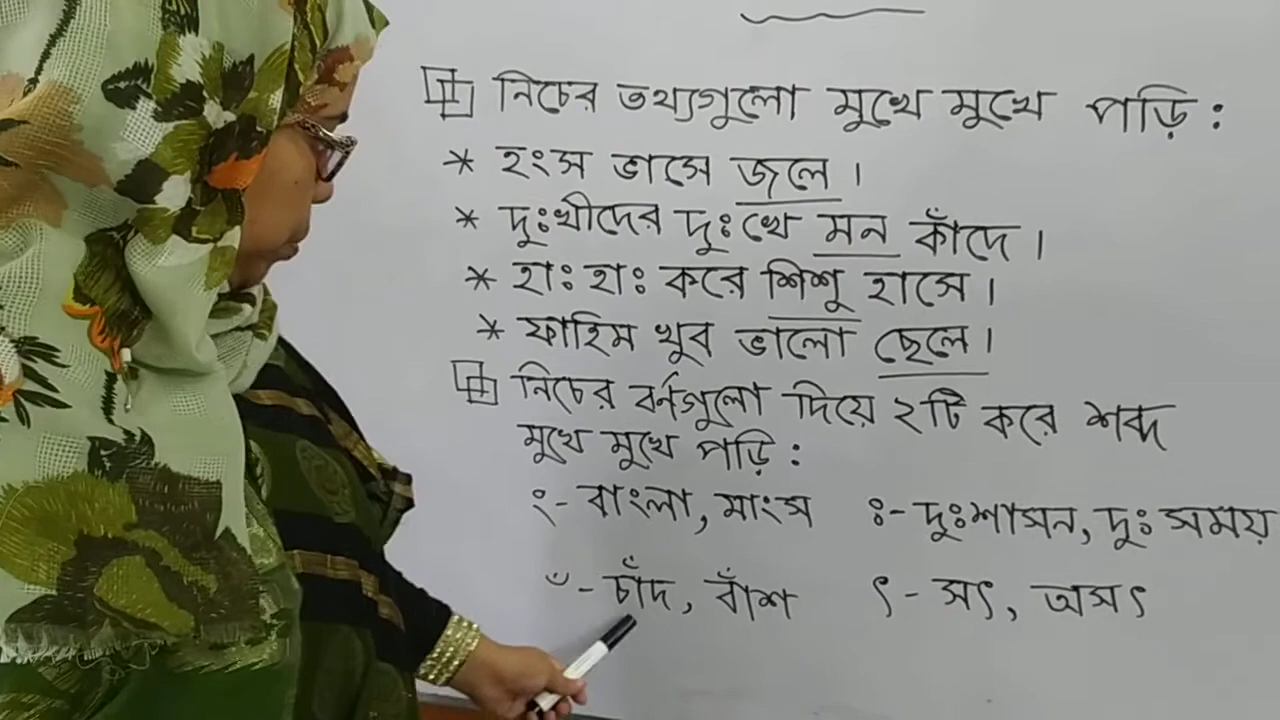 নিচের তথ্যগুলো মুখে মুখে পড়ি :
* হংস ভাসে জলে।
* দুঃখীদের দুঃখে মন কাঁদে।
* হাঃ হাঃ করে শিশু হাসে।
* ফাহিম খুব ভালো ছেলে।
নিচের বর্ণগুলো দিয়ে ২টি করে শব্দ
মুখে মুখে পড়ি :
ং - বাংলা, মাংস ঃ - দুঃশাসন, দুঃ সময়
ঁ - চাঁদ, বাঁশ ৎ - সৎ, অসৎ